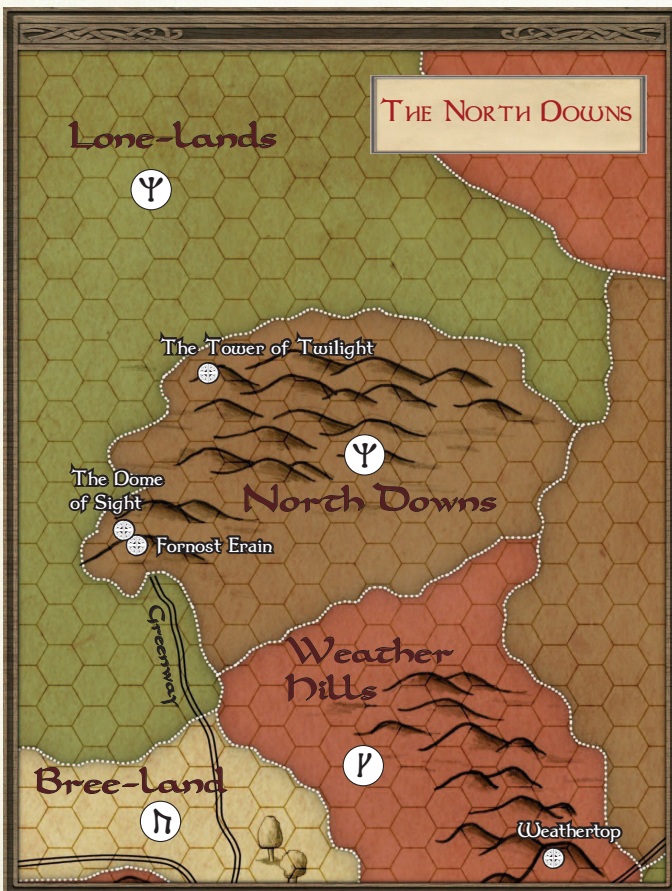 The North Downs
Lone-lands
ᛉ
The Tower of Twilight
ᛉ
North Downs
The Dome
of Sight
Fornost Erain
Greenway
Weather
Hills
ᚠ
Bree-land
ᚢ
Weathertop